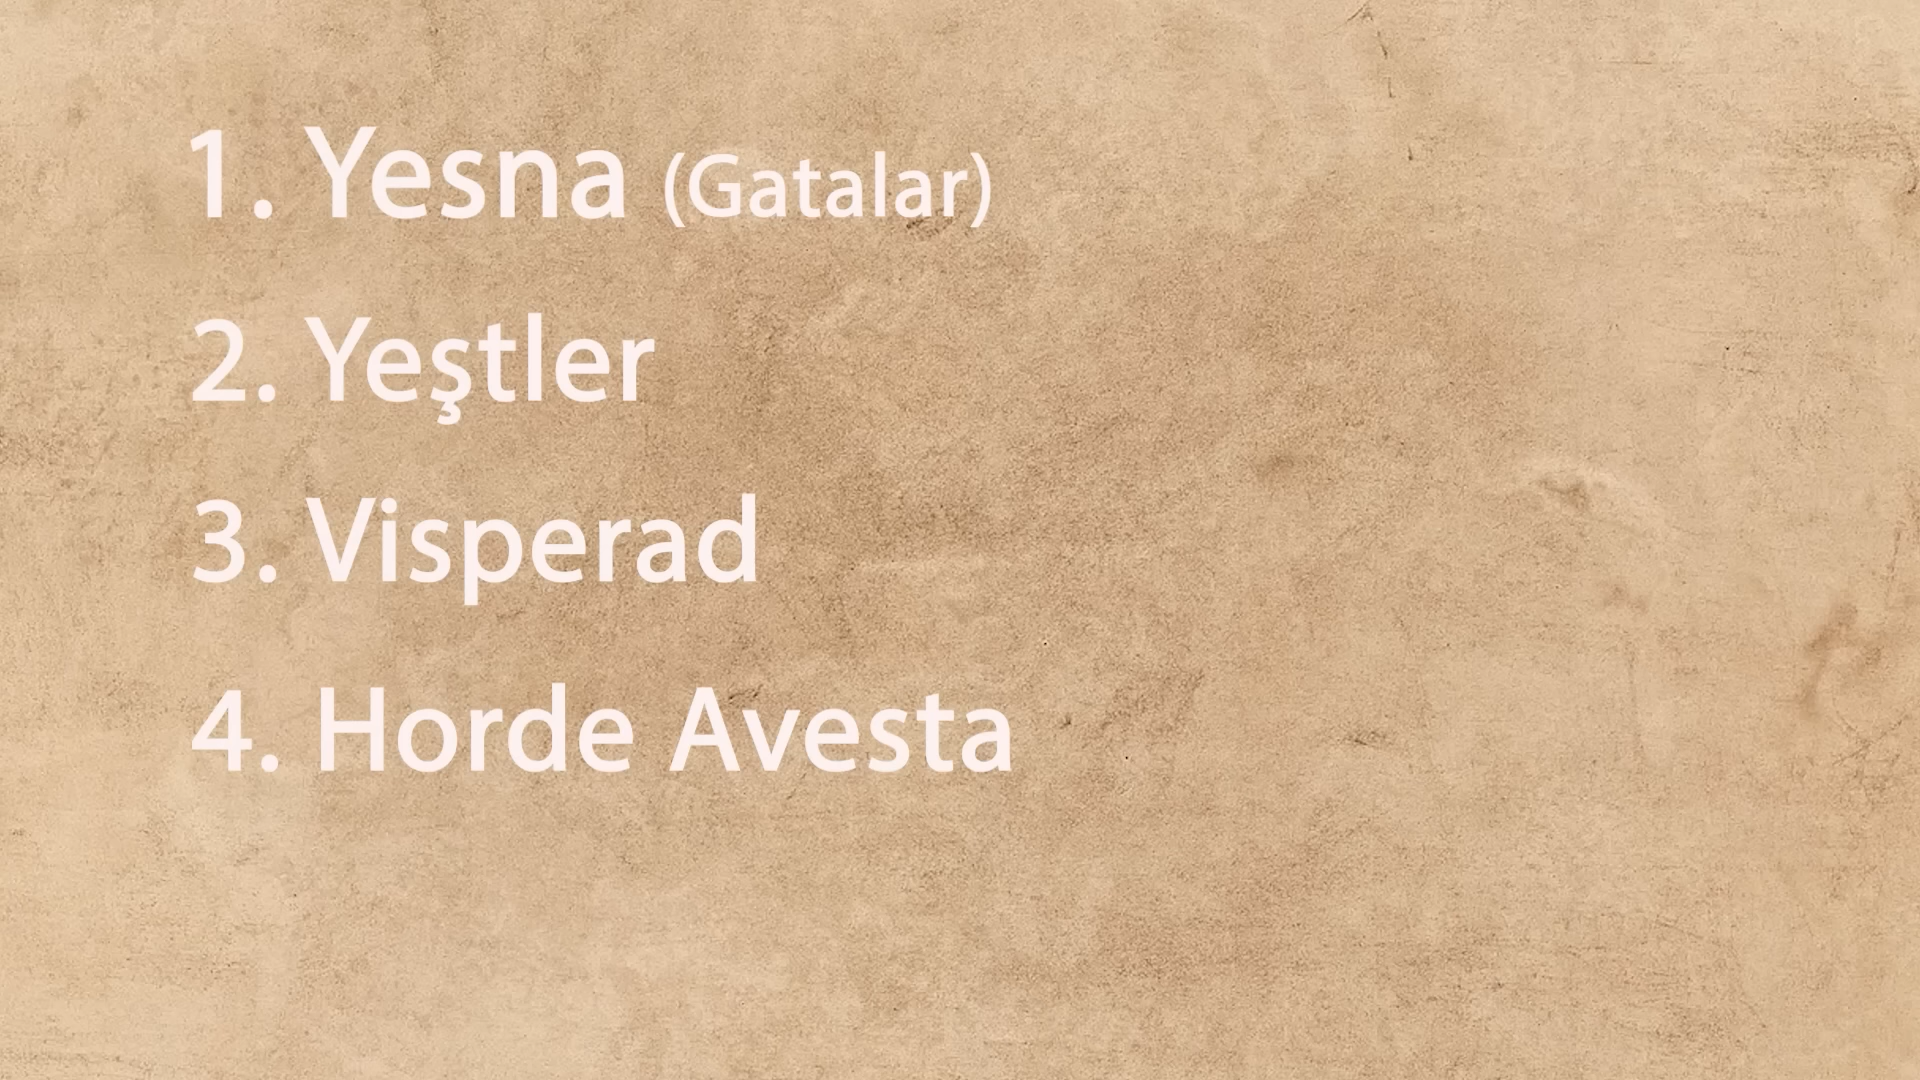 1. Yesna (Gatalar)
2. Yeştler
3. Visperad
4. Horde Avesta